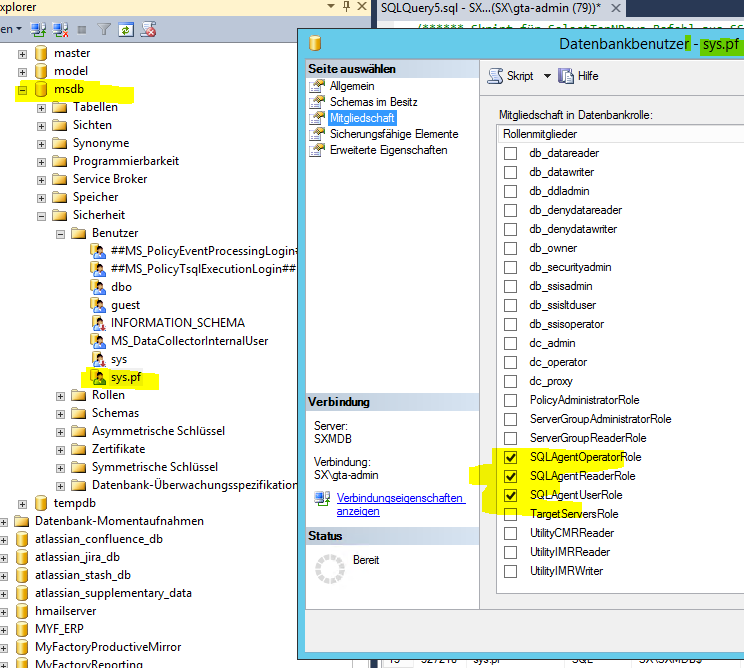 xplorer
en
master
model
msdb
Tabellen
Sichten
Synonyme
Programmierbarkeit
Service Broker
Speicher
Sicherheit
Benutzer
##MS_PolicyEventProcessingLogin#
##MS_PolicyTsqlExecutionLogin##
dbo
guest
INFORMATION_SCHEMA
MS_DataCollectorInternalUser
sys
sys.pf
Rollen
Schemas
Asymmetrische Schlüssel
Zertifikate
Symmetrische Schlüssel
Datenbank-Überwachungsspezifikation
tempdb
Datenbank-Momentaufnahmen
atlassian_confluence_db
atlassian_jira_db
atlassian_stash_db
atlassian_supplementary_data
hmailserver
MYF_ERP
MyFactoryProductiveMirror
MyFactoryReporting
SQLQuery5.sql - SX...(SX\gta-admin (79))*
Datenbankbenutzer - sys.pf
Seite auswählen
Allgemein
Schemas im Besitz
Mitgliedschaft
Sicherungsfähige Elemente
Erweiterte Eigenschaften
Verbindung
Server:
SXMDB
Verbindung:
SX\gta-admin
Verbindungseigenschaften
anzeigen
Status
Bereit
Skript Hilfe
Mitgliedschaft in Datenbankrolle:
Rollenmitglieder
db_datareader
db_datawriter
db_ddladmin
db_denydatareader
db_denydatawriter
db_owner
db_securityadmin
db_ssisadmin
db_ssisltduser
db_ssisoperator
dc_admin
dc_operator
dc_proxy
PolicyAdministratorRole
ServerGroupAdministratorRole
ServerGroupReaderRole
SQLAgentOperatorRole
SQLAgentReaderRole
SQLAgentUserRole
TargetServersRole
UtilityCMRReader
UtilityIMRReader
UtilityIMRWriter